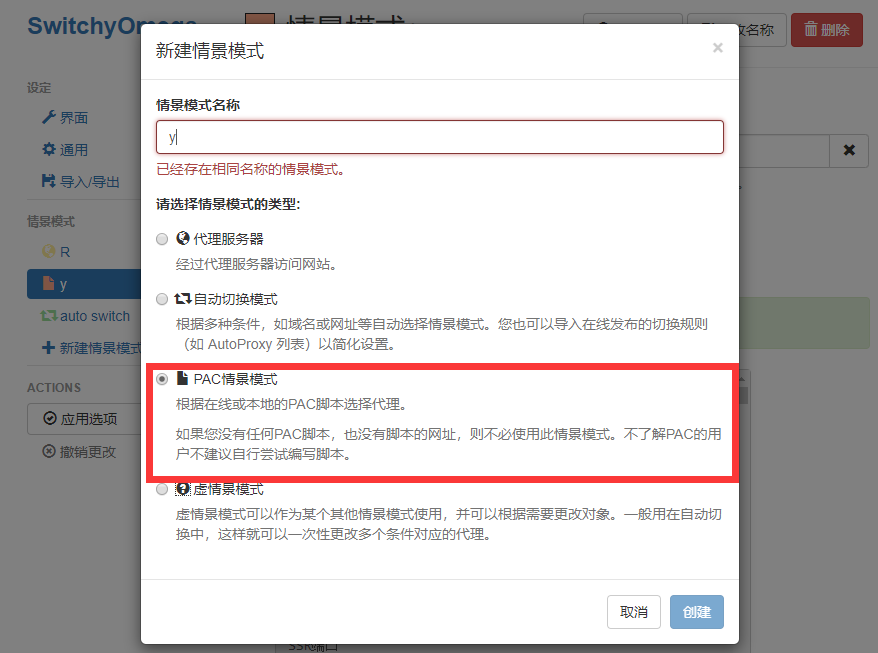 SwitchyOmega
情景模式:
改名称
删除
设定
界面
通用
导入/导出
情景模式
R
y
auto switch
新建情景模式
ACTIONS
应用选项
撤销更改
新建情景模式
×
情景模式名称
y
已经存在相同名称的情景模式。
请选择情景模式的类型:
代理服务器
经过代理服务器访问网站。
自动切换模式
根据多种条件，如域名或网址等自动选择情景模式。您也可以导入在线发布的切换规则
（如 AutoProxy 列表）以简化设置。
PAC情景模式
根据在线或本地的PAC脚本选择代理。
如果您没有任何PAC脚本，也没有脚本的网址，则不必使用此情景模式。不了解PAC的用
户不建议自行尝试编写脚本。
虚情景模式
虚情景模式可以作为某个其他情景模式使用，并可以根据需要更改对象。一般用在自动切
换中，这样就可以一次性更改多个条件对应的代理。
取消
创建
SSR端口